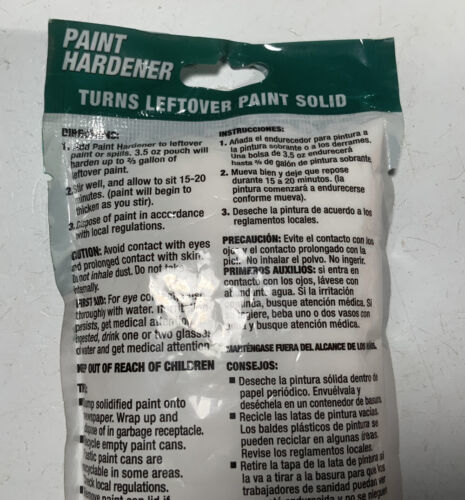 PAINT
HARDENER
TURNS LEFTOVER PAINT SOLID
1. Add Paint Hardener to leftover
paint or spills. 3.5 oz pouch will
harden up to ⅔ gallon of
leftover paint.
2. Stir well, and allow to sit 15-20
minutes. (paint will begin to
thicken as you stir).
3. Dispose of paint in accordance
with local regulations.
CAUTION: Avoid contact with eyes
and prolonged contact with skin.
Do not inhale dust. Do not take
internally.
FIRST AID: For eye
thoroughly with water. If
persists, get medical
ingested, drink one or two glasses
of water and get medical attention
KEEP OUT OF REACH OF CHILDREN
Dump solidified paint onto
newspaper. Wrap up and
dispose of in garbage receptacle.
■ Recycle empty paint cans.
Plastic paint cans are
recyclable in some areas.
Check local regulations.
■ Remove paint can lid if
INSTRUCCIONES:
1. Añada el endurecedor para pintura a
la pintura sobrante o a los derrames.
Una bolsa de 3.5 oz endurecerá
hasta ⅔ de galón de pintura sobrante
2. Mueva bien y deje que repose
durante 15 a 20 minutos. (la
pintura comenzará a endurecerse
conforme mueva).
3. Deseche la pintura de acuerdo a los
reglamentos locales.
PRECAUCIÓN: Evite el contacto con los
ojos y el contacto prolongado con la
piel. No inhalar el polvo. No ingerir.
PRIMEROS AUXILIOS: si entra en
contacto con los ojos, lávese con
abundante agua. Si la irritación
busque atención médica. Si
ingiere, beba uno o dos vasos con
agua y busque atención médica.
MANTÉNGASE FUERA DEL ALCANCE DE LOS
CONSEJOS:
■ Deseche la pintura sólida dentro de
papel periódico. Envuélvala y
deséchela en un contenedor de basura.
■ Recicle las latas de pintura vacías.
Los baldes plásticos de pintura se
pueden reciclar en algunas áreas.
Revise los reglamentos locales.
■ Retire la tapa de la lata de pintura si
la va a tirar a la basura para que los
trabajadores de sanidad puedan ver